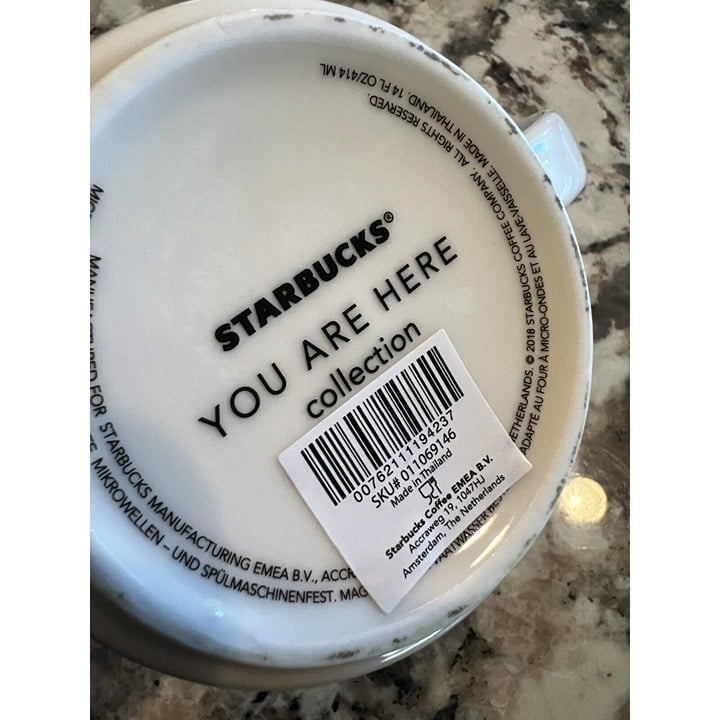 STARBUCKS®
YOU ARE HERE
collection
00762111194237
SKU# 011069146
Made in Thailand
Starbucks Coffee EMEA B.V.
Accraweg 19, 1047HJ
Amsterdam, The Netherlands
MANUFACTURED FOR STARBUCKS MANUFACTURING EMEA B.V.,
MIKROWELLEN – UND SPÜLMASCHINENFEST.
NETHERLANDS. © 2018 STARBUCKS COFFEE COMPANY. ALL RIGHTS RESERVED.
ADAPTÉ AU FOUR À MICRO-ONDES ET AU LAVE-VAISSELLE. MADE IN THAILAND. 14 FL OZ/414 ML